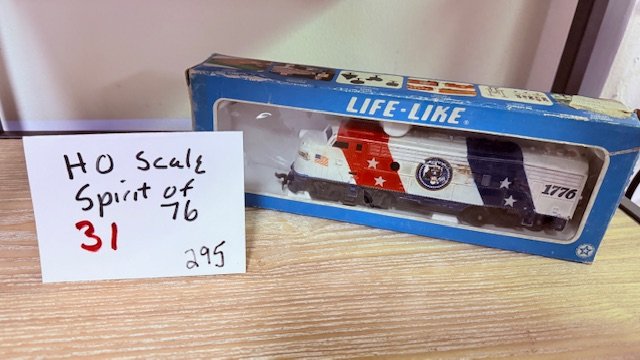 HO Scale
Spirit of
76
31
295
LIFE-LIKE
1776